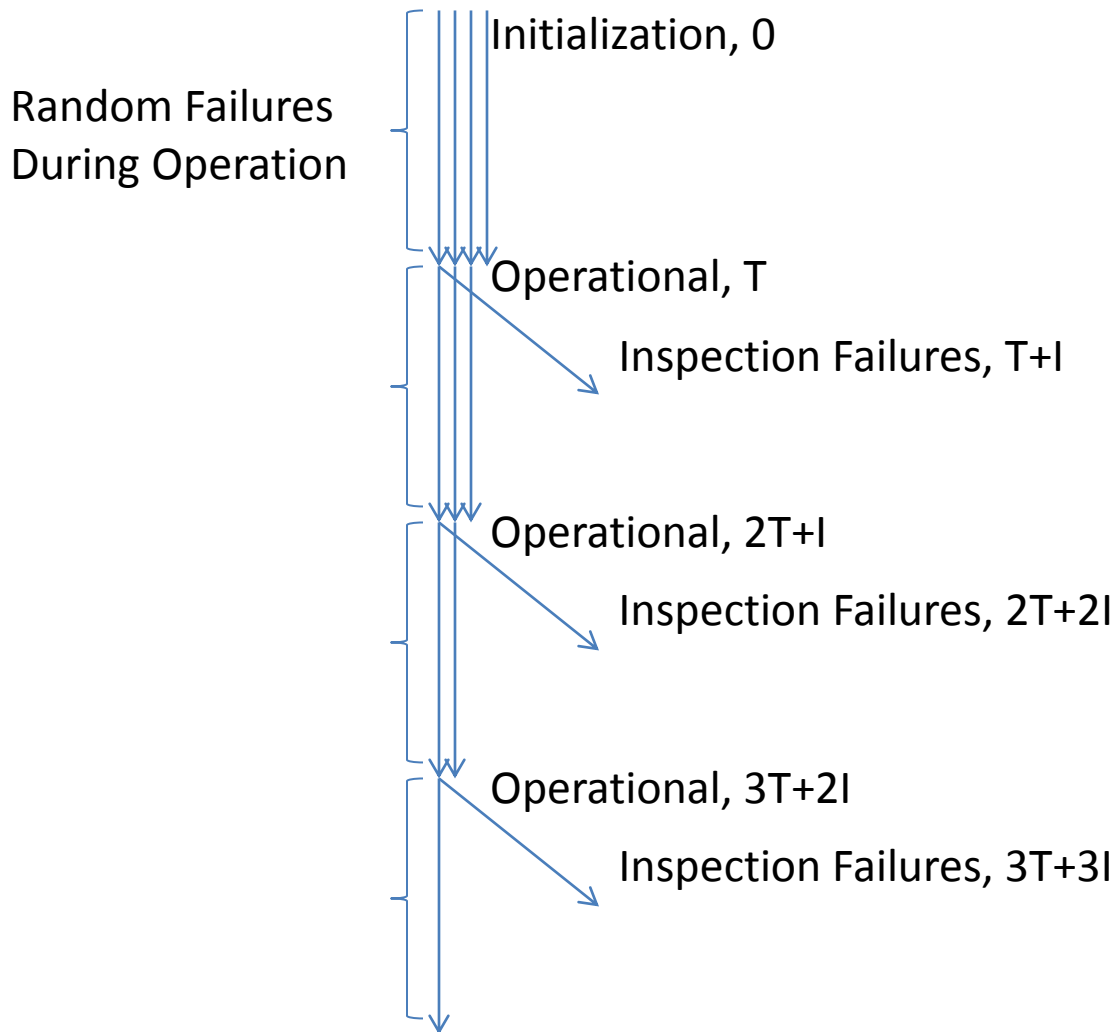 Initialization, 0
Random Failures
During Operation
Operational, T
Inspection Failures, T+I
Operational, 2T+I
Inspection Failures, 2T+2I
Operational, 3T+2I
Inspection Failures, 3T+3I